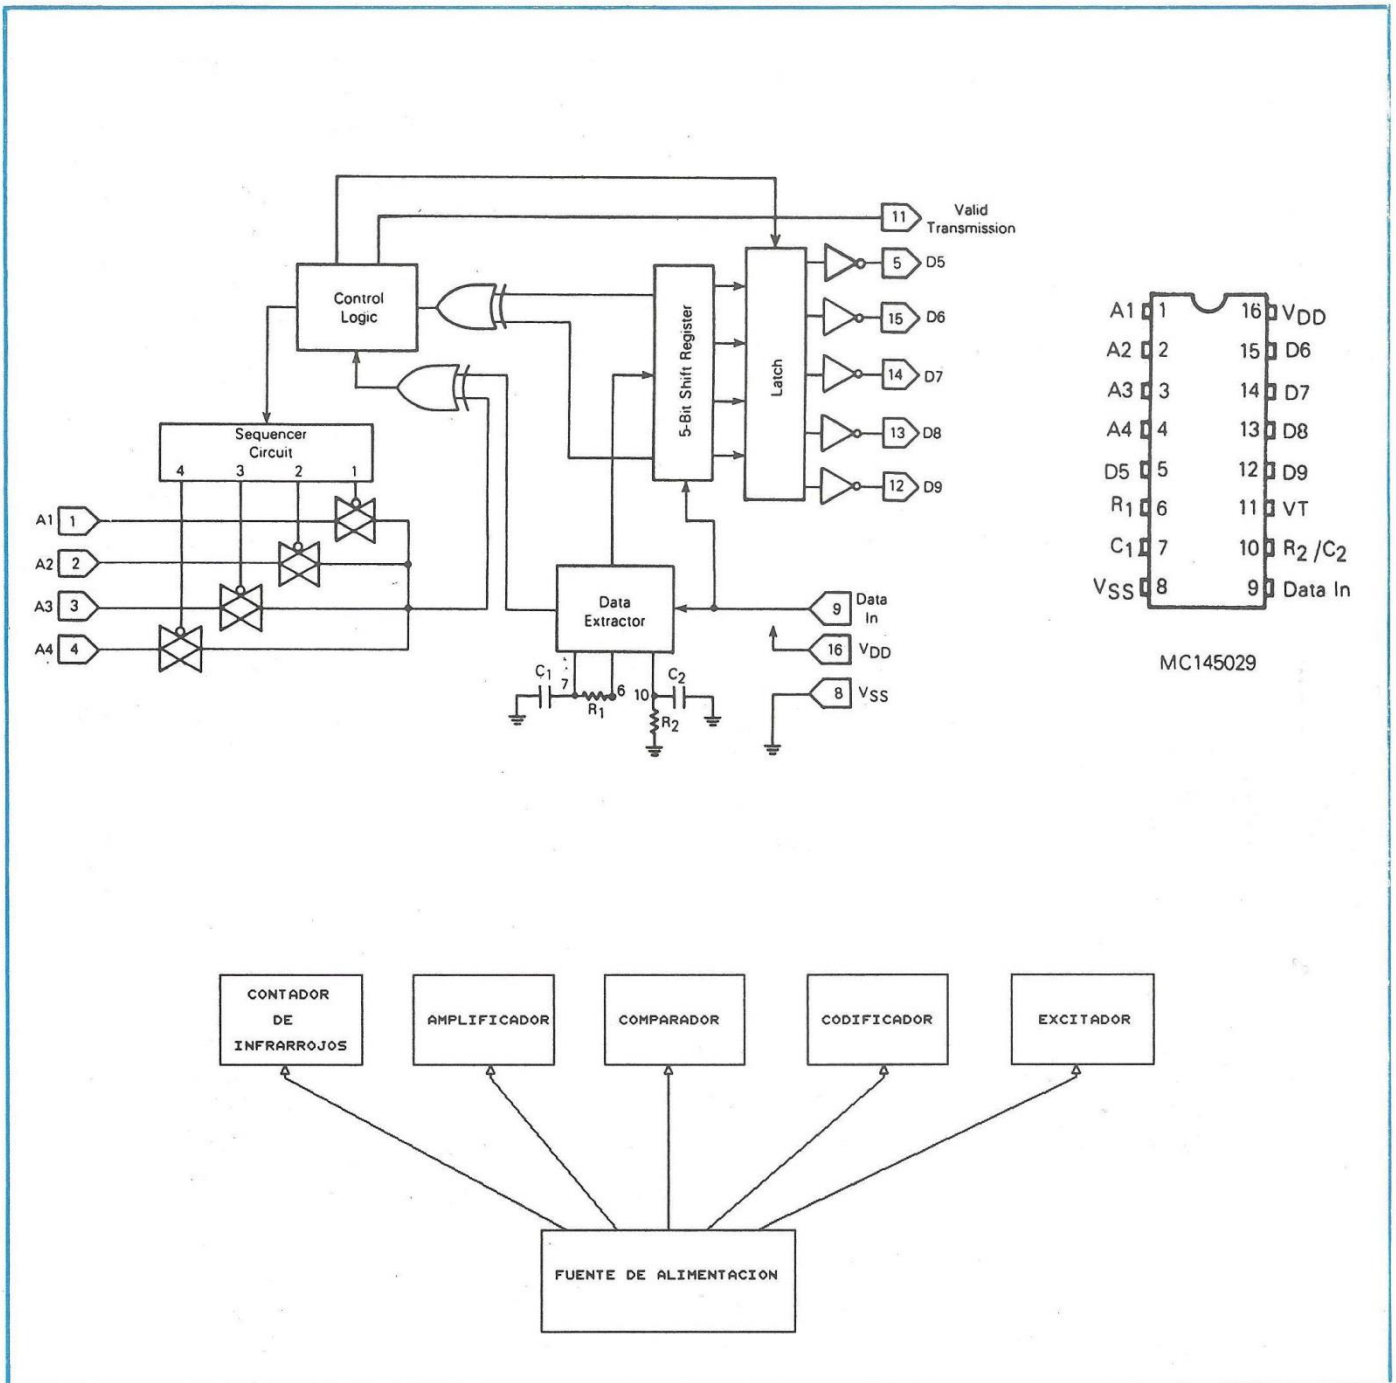 11
Valid
Transmission
5 D5
Control
Logic
15 D6
5-Bit Shift Register
Latch
14 D7
13 D8
Sequencer
Circuit
4 3 2 1
12 D9
A1 1
A2 2
A3 3
A4 4
Data
Extractor
9 Data
In
16 VDD
8 VSS
C1
7
R1
6
10
C2
R2
A1 1 16 VDD
A2 2 15 D6
A3 3 14 D7
A4 4 13 D8
D5 5 12 D9
R1 6 11 VT
C1 7 10 R2/C2
VSS 8 9 Data In
MC145029
CONTADOR
DE
INFRARROJOS
AMPLIFICADOR
COMPARADOR
CODIFICADOR
EXCITADOR
FUENTE DE ALIMENTACION